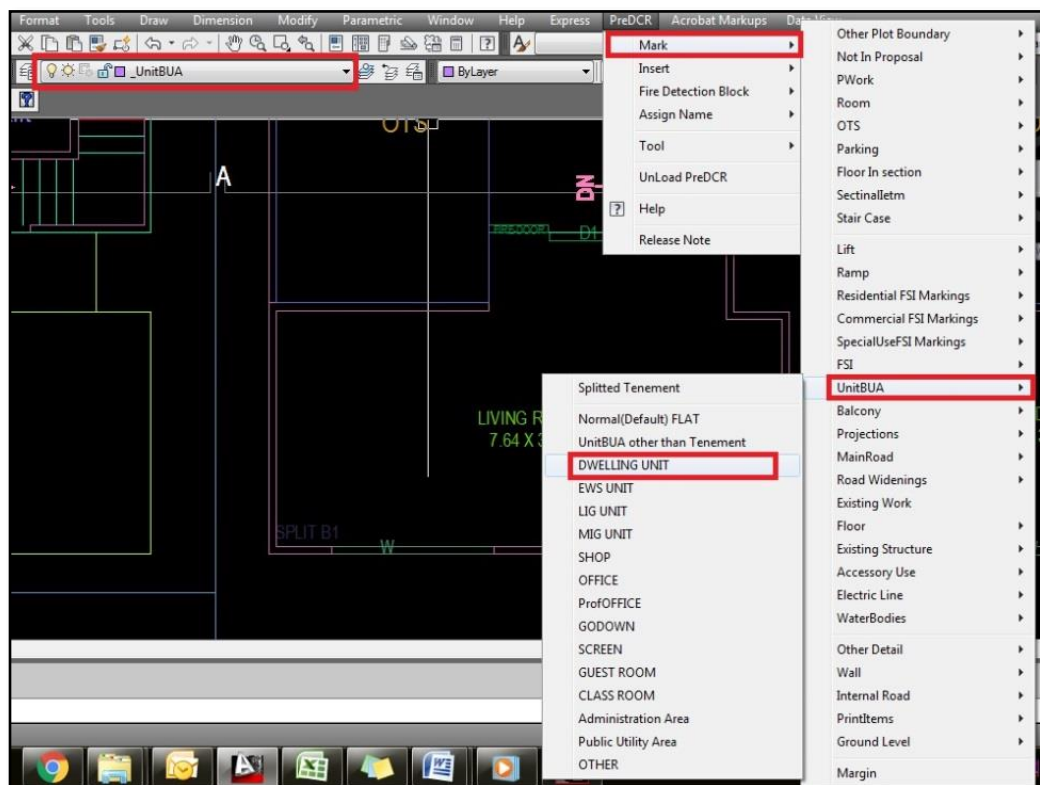 Format Tools Draw Dimension Modify Parametric Window Help Express PreDCR Acrobat Markups
_UnitBUA
ByLayer
OTS
A
DN
D1
LIVING
7.64 X
SPLIT B1
W
Mark
Insert
Fire Detection Block
Assign Name
Tool
UnLoad PreDCR
Help
Release Note
Other Plot Boundary
Not In Proposal
PWork
Room
OTS
Parking
Floor In section
Sectinalletm
Stair Case
Lift
Ramp
Residential FSI Markings
Commercial FSI Markings
SpecialUseFSI Markings
FSI
UnitBUA
Balcony
Projections
MainRoad
Road Widenings
Existing Work
Floor
Existing Structure
Accessory Use
Electric Line
WaterBodies
Other Detail
Wall
Internal Road
PrintItems
Ground Level
Margin
Splitted Tenement
Normal(Default) FLAT
UnitBUA other than Tenement
DWELLING UNIT
EWS UNIT
LIG UNIT
MIG UNIT
SHOP
OFFICE
ProfOFFICE
GODOWN
SCREEN
GUEST ROOM
CLASS ROOM
Administration Area
Public Utility Area
OTHER